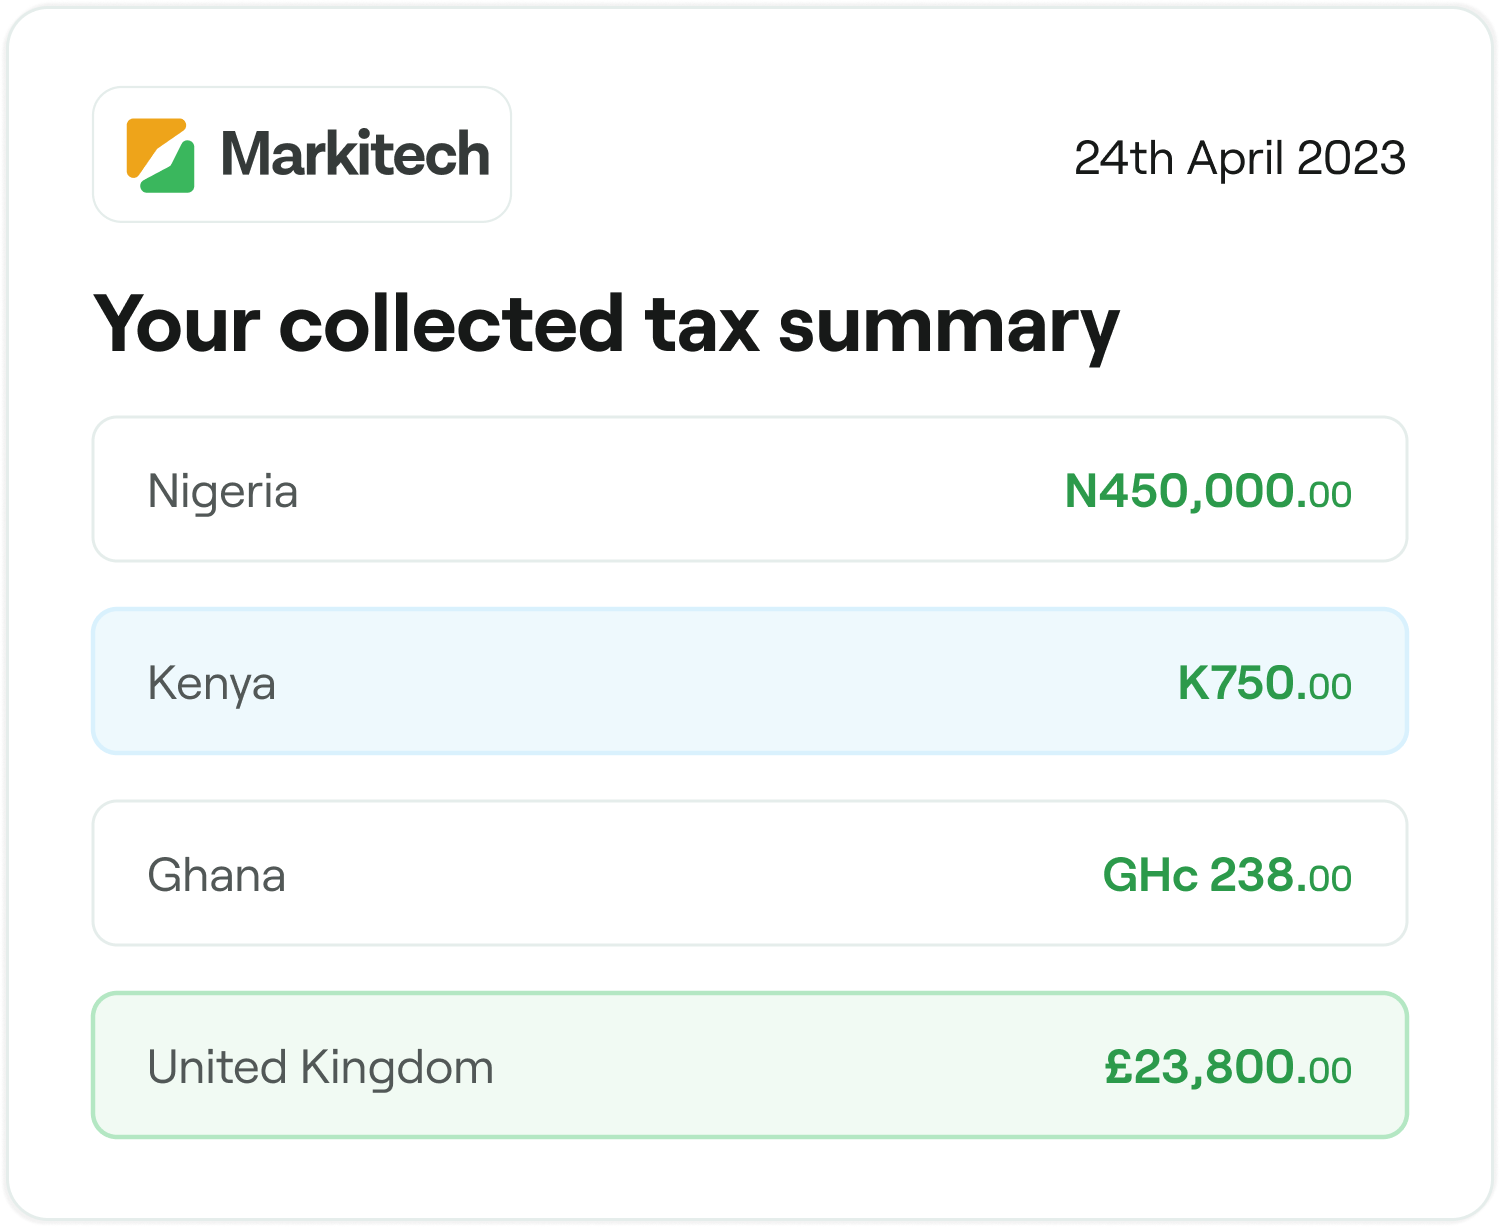 Markitech
24th April 2023
Your collected tax summary
Nigeria N450,000.00
Kenya K750.00
Ghana GHc 238.00
United Kingdom £23,800.00